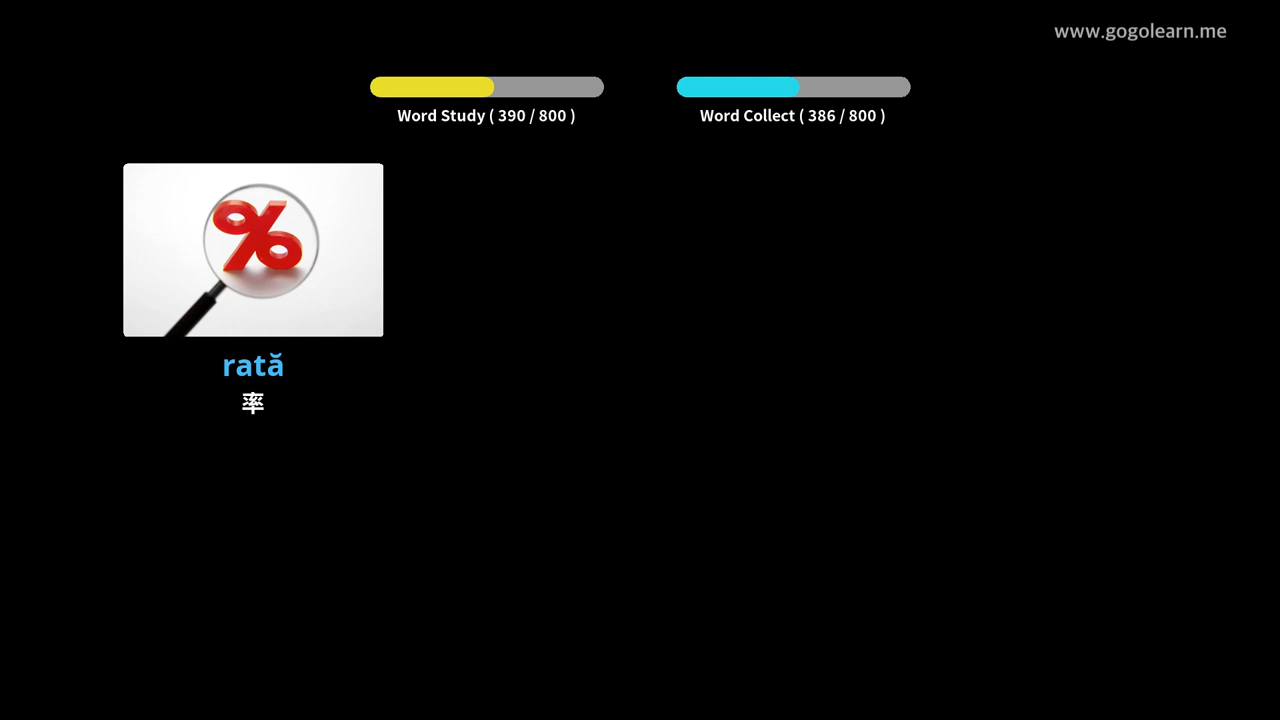 www.gogolearn.me
Word Study ( 390 / 800 )
Word Collect ( 386 / 800 )
%
rată
率